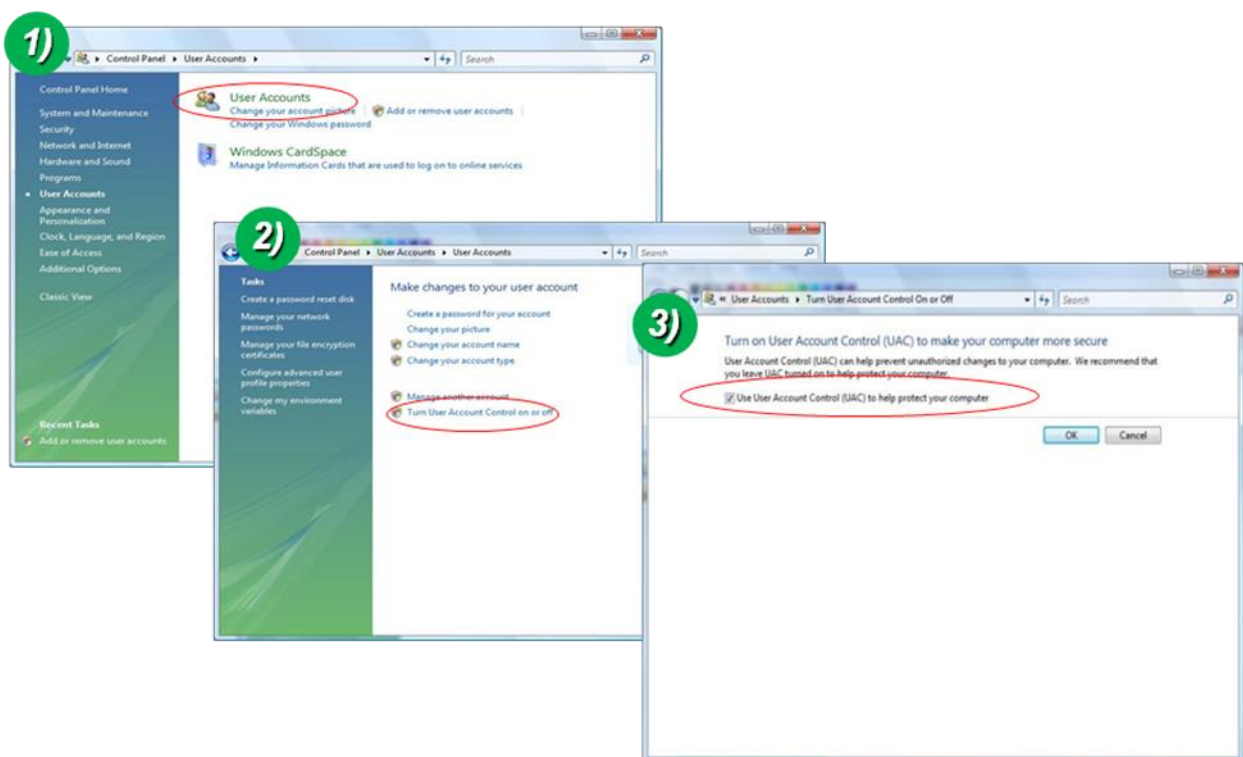 1)
Control Panel ▸ User Accounts ▸
Search
Control Panel Home
System and Maintenance
Security
Network and Internet
Hardware and Sound
Programs
User Accounts
Appearance and
Personalization
Clock, Language, and Region
Ease of Access
Additional Options
Classic View
Recent Tasks
Add or remove user accounts
User Accounts
Change your account picture
Add or remove user accounts
Change your Windows password
Windows CardSpace
Manage Information Cards that are used to log on to online services
2)
Control Panel ▸ User Accounts ▸ User Accounts
Search
Tasks
Create a password reset disk
Manage your network
passwords
Manage your file encryption
certificates
Configure advanced user
profile properties
Change my environment
variables
Make changes to your user account
Create a password for your account
Change your picture
Change your account name
Change your account type
Manage another account
Turn User Account Control on or off
3)
« User Accounts ▸ Turn User Account Control On or Off
Search
Turn on User Account Control (UAC) to make your computer more secure
User Account Control (UAC) can help prevent unauthorized changes to your computer. We recommend that
you leave UAC turned on to help protect your computer.
Use User Account Control (UAC) to help protect your computer
OK
Cancel